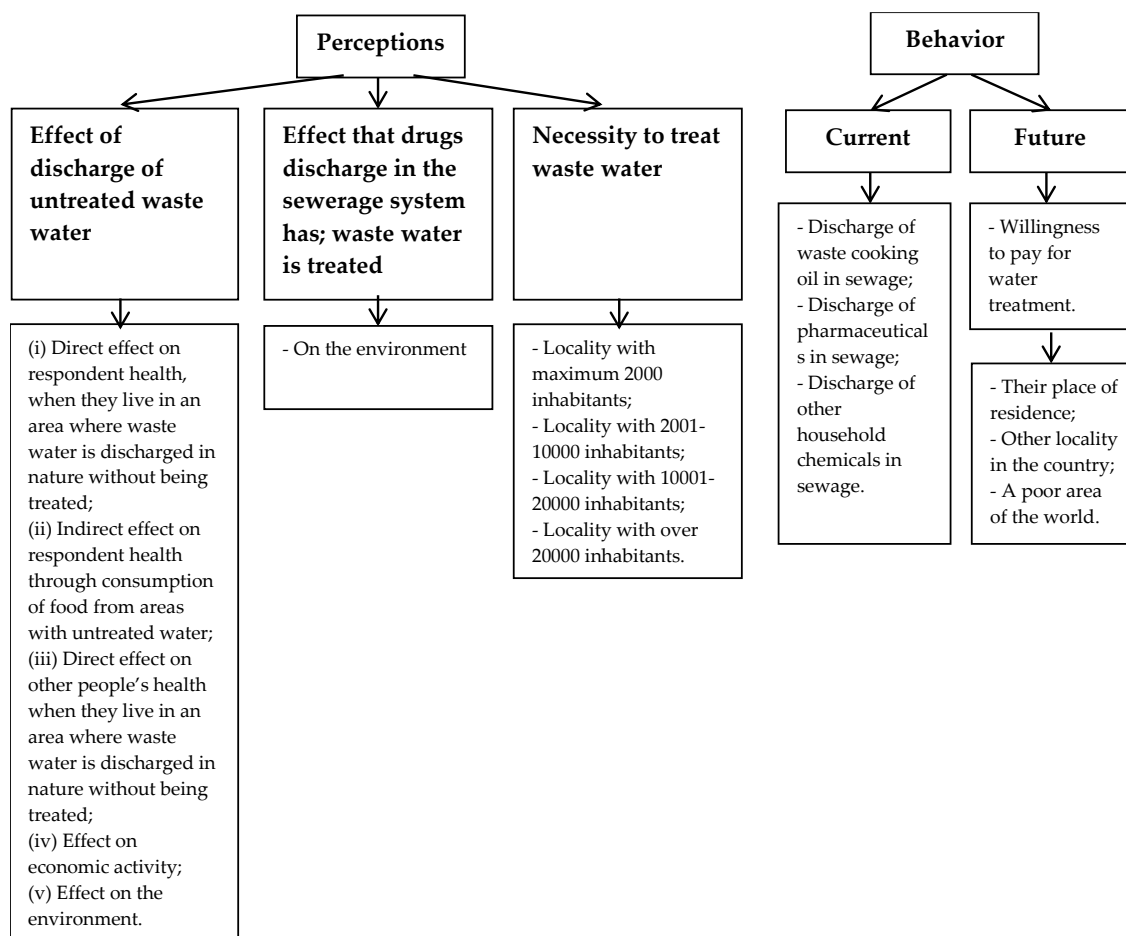 Perceptions
Effect of
discharge of
untreated waste
water
(i) Direct effect on
respondent health,
when they live in an
area where waste
water is discharged in
nature without being
treated;
(ii) Indirect effect on
respondent health
through consumption
of food from areas
with untreated water;
(iii) Direct effect on
other people’s health
when they live in an
area where waste
water is discharged in
nature without being
treated;
(iv) Effect on
economic activity;
(v) Effect on the
environment.
Effect that drugs
discharge in the
sewerage system
has; waste water
is treated
- On the environment
Necessity to treat
waste water
- Locality with
maximum 2000
inhabitants;
- Locality with 2001-
10000 inhabitants;
- Locality with 10001-
20000 inhabitants;
- Locality with over
20000 inhabitants.
Behavior
Current
- Discharge of
waste cooking
oil in sewage;
- Discharge of
pharmaceutical
s in sewage;
- Discharge of
other
household
chemicals in
sewage.
Future
- Willingness
to pay for
water
treatment.
- Their place of
residence;
- Other locality
in the country;
- A poor area
of the world.